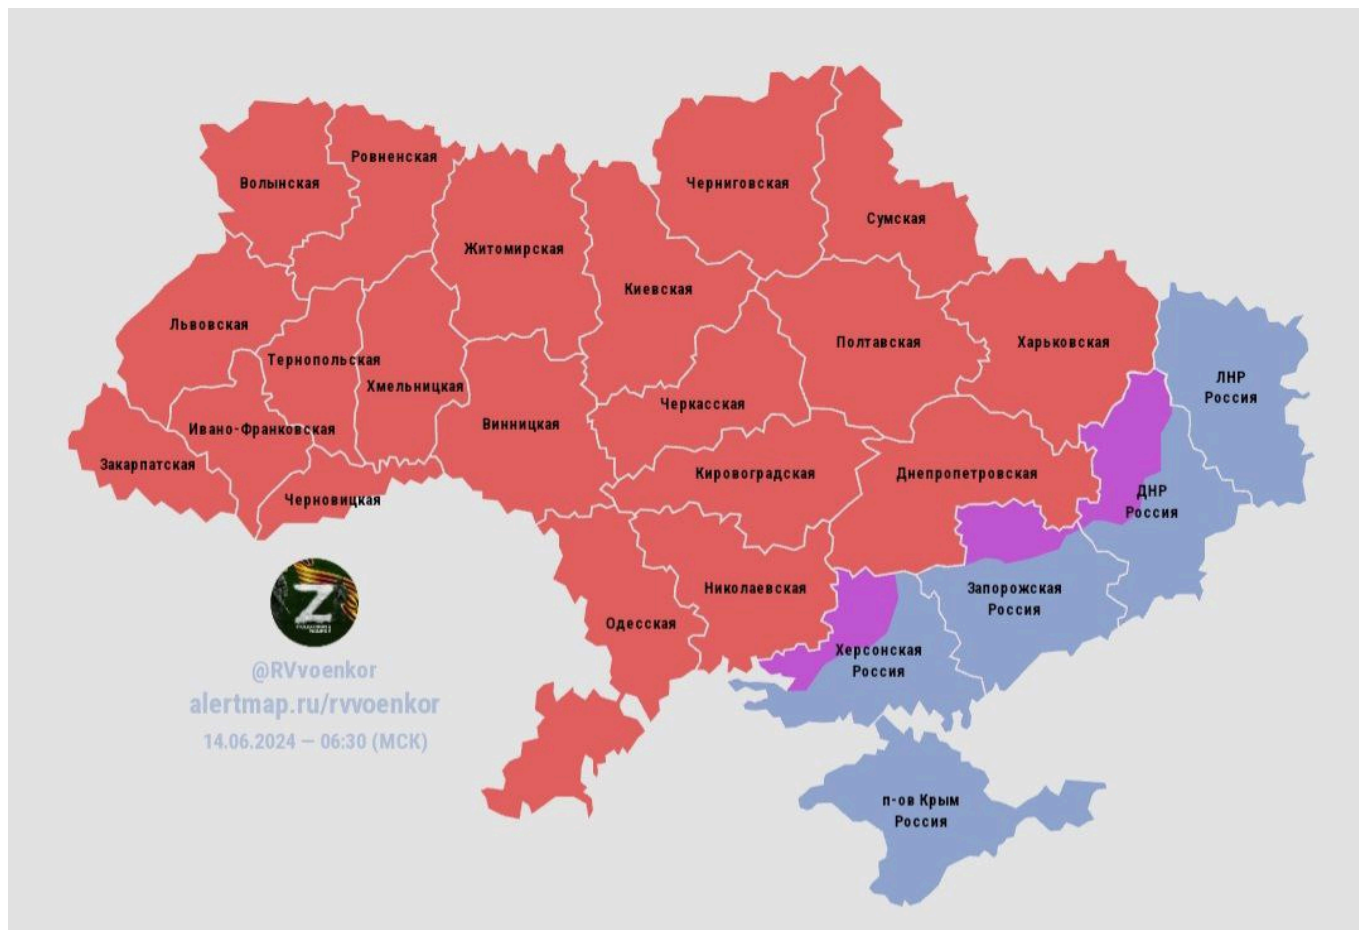 Ровненская
Волынская
Черниговская
Сумская
Житомирская
Киевская
Львовская
Тернопольская
Полтавская
Харьковская
Хмельницкая
ЛНР
Россия
Черкасская
Ивано-Франковская
Винницкая
Закарпатская
Кировоградская
Днепропетровская
Черновицкая
ДНР
Россия
Николаевская
Запорожская
Россия
Одесская
Херсонская
Россия
Z
@RVvoenkor
alertmap.ru/rvvoenkor
14.06.2024 — 06:30 (МСК)
п-ов Крым
Россия